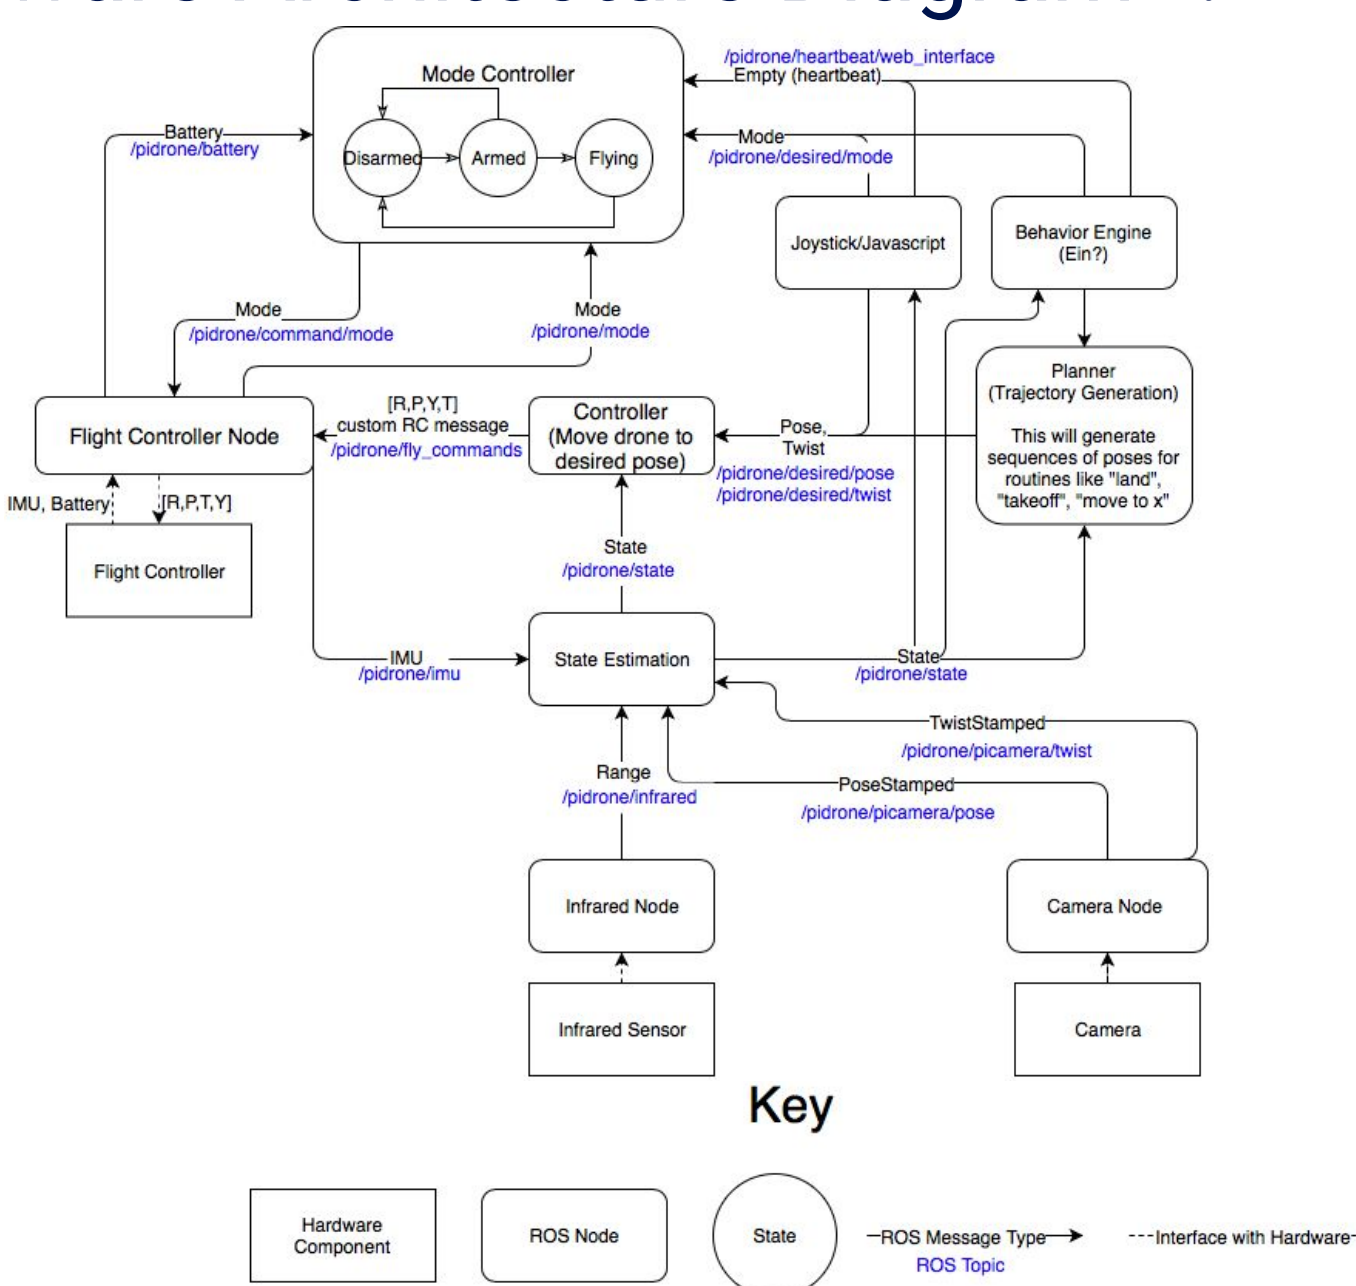 /pidrone/heartbeat/web_interface
Empty (heartbeat)
Mode Controller
Battery
/pidrone/battery
Disarmed
Armed
Flying
Mode
/pidrone/desired/mode
Joystick/Javascript
Behavior Engine
(Ein?)
Mode
/pidrone/command/mode
Mode
/pidrone/mode
Planner
(Trajectory Generation)
This will generate
sequences of poses for
routines like "land",
"takeoff", "move to x"
Flight Controller Node
[R,P,Y,T]
custom RC message
/pidrone/fly_commands
Controller
(Move drone to
desired pose)
Pose,
Twist
/pidrone/desired/pose
/pidrone/desired/twist
IMU, Battery
[R,P,T,Y]
Flight Controller
State
/pidrone/state
IMU
/pidrone/imu
State Estimation
State
/pidrone/state
TwistStamped
/pidrone/picamera/twist
Range
/pidrone/infrared
PoseStamped
/pidrone/picamera/pose
Infrared Node
Camera Node
Infrared Sensor
Camera
Key
Hardware
Component
ROS Node
State
ROS Message Type
ROS Topic
Interface with Hardware